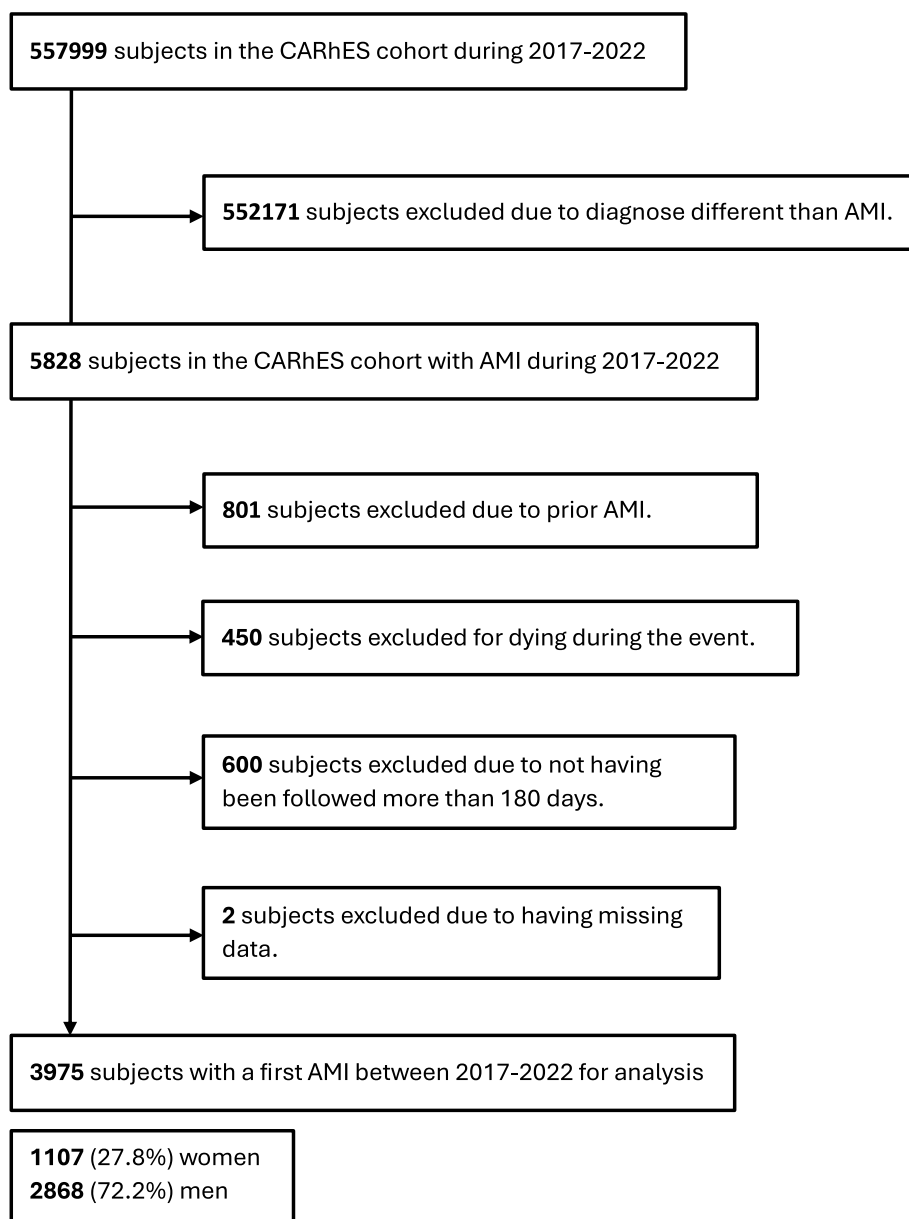 557999 subjects in the CARhES cohort during 2017-2022
552171 subjects excluded due to diagnose different than AMI.
5828 subjects in the CARhES cohort with AMI during 2017-2022
801 subjects excluded due to prior AMI.
450 subjects excluded for dying during the event.
600 subjects excluded due to not having
been followed more than 180 days.
2 subjects excluded due to having missing
data.
3975 subjects with a first AMI between 2017-2022 for analysis
1107 (27.8%) women
2868 (72.2%) men